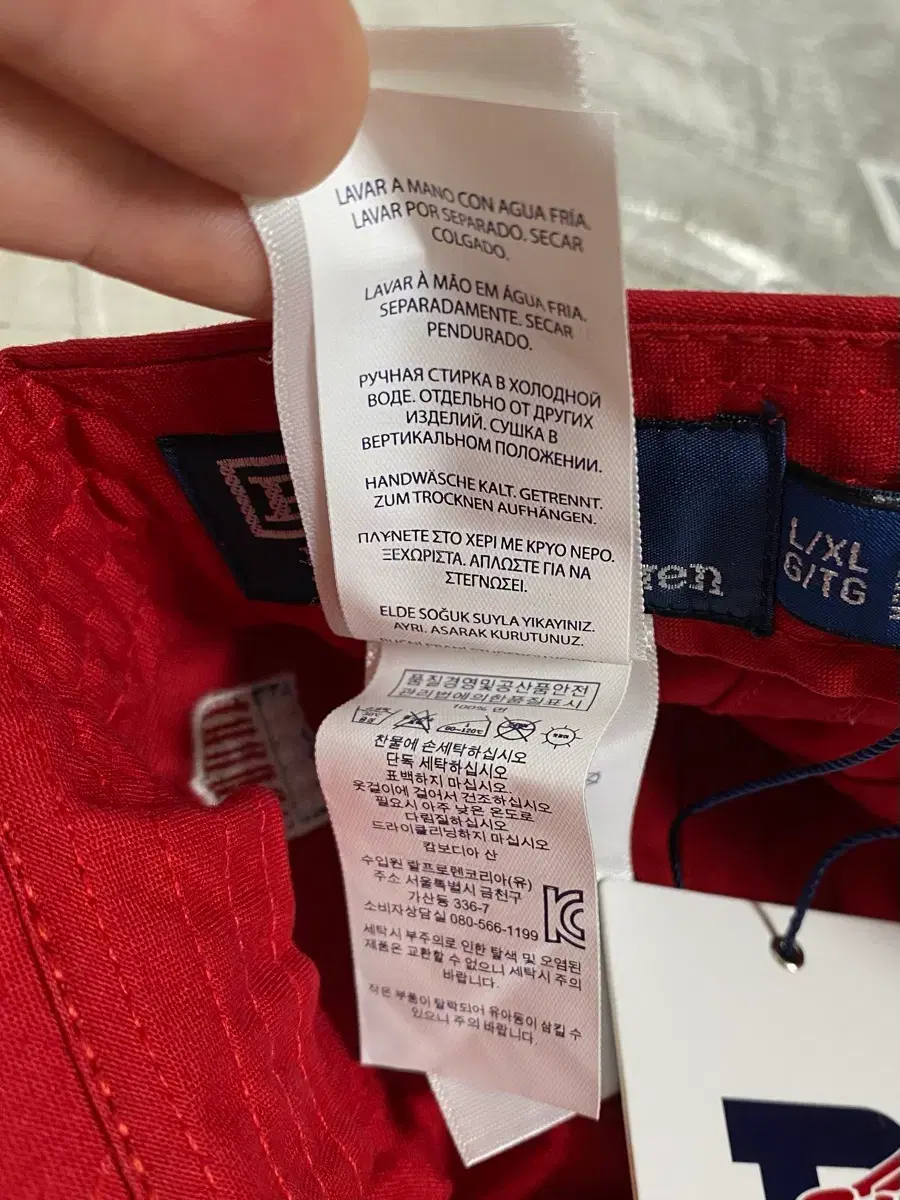 LAVAR A MANO CON AGUA FRÍA.
LAVAR POR SEPARADO. SECAR
COLGADO.
LAVAR À MÃO EM ÁGUA FRIA.
SEPARADAMENTE. SECAR
PENDURADO.
РУЧНАЯ СТИРКА В ХОЛОДНОЙ
ВОДЕ. ОТДЕЛЬНО ОТ ДРУГИХ
ИЗДЕЛИЙ. СУШКА В
ВЕРТИКАЛЬНОМ ПОЛОЖЕНИИ.
HANDWÄSCHE KALT. GETRENNT.
ZUM TROCKNEN AUFHÄNGEN.
ΠΛΥΝΕΤΕ ΣΤΟ ΧΕΡΙ ΜΕ ΚΡΥΟ ΝΕΡΟ.
ΞΕΧΩΡΙΣΤΑ. ΑΠΛΩΣΤΕ ΓΙΑ ΝΑ
ΣΤΕΓΝΩΣΕΙ.
ELDE SOĞUK SUYLA YIKAYINIZ.
AYRI. ASARAK KURUTUNUZ.
ren
L/XL
G/TG
품질경영및공산품안전
관리법에의한품질표시
100% 면
80~120℃
찬물에 손세탁하십시오
단독 세탁하십시오
표백하지 마십시오.
옷걸이에 걸어서 건조하십시오
필요시 아주 낮은 온도로
다림질하십시오
드라이클리닝하지 마십시오
캄보디아 산
수입원 랄프로렌코리아(유)
주소 서울특별시 금천구
가산동 336-7
소비자상담실 080-566-1199
세탁시 부주의로 인한 탈색 및 오염된
제품은 교환할 수 없으니 세탁시 주의
바랍니다.
작은 부품이 탈락되어 유아동이 삼킬 수
있으니 주의 바랍니다.